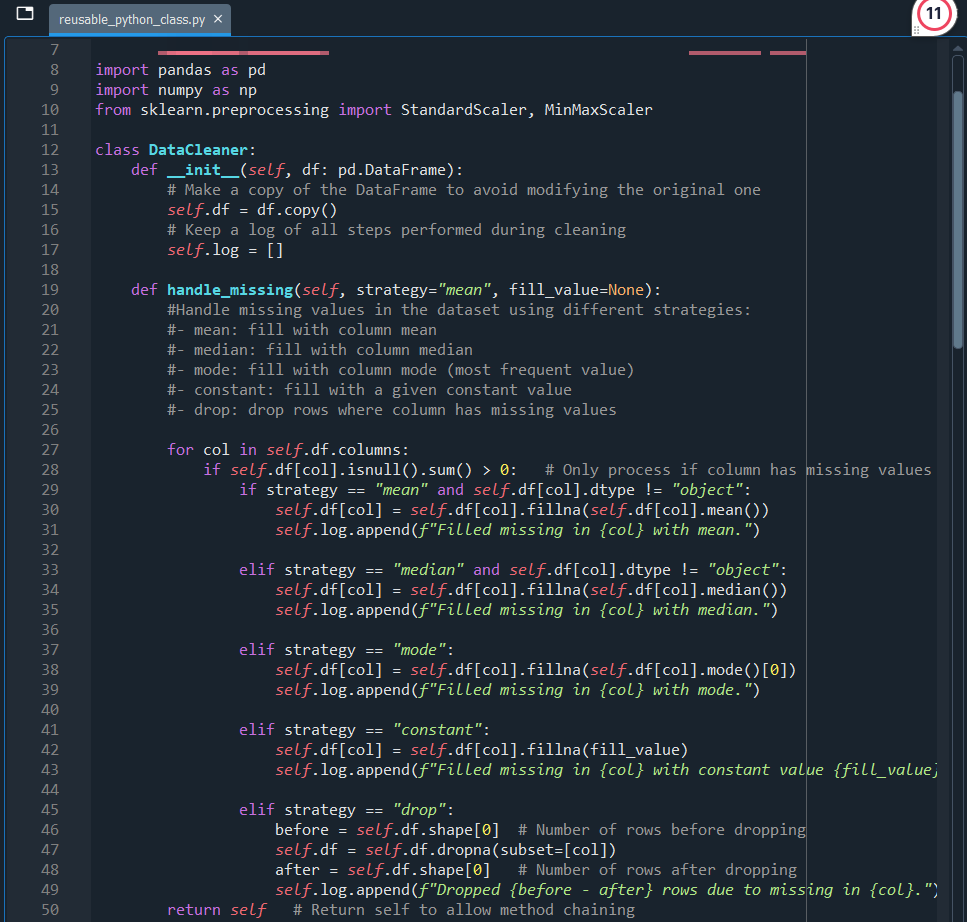 reusable_python_class.py ×
11
7
8 import pandas as pd
9 import numpy as np
10 from sklearn.preprocessing import StandardScaler, MinMaxScaler
11
12 class DataCleaner:
13     def __init__(self, df: pd.DataFrame):
14         # Make a copy of the DataFrame to avoid modifying the original one
15         self.df = df.copy()
16         # Keep a log of all steps performed during cleaning
17         self.log = []
18
19     def handle_missing(self, strategy="mean", fill_value=None):
20         #Handle missing values in the dataset using different strategies:
21         #- mean: fill with column mean
22         #- median: fill with column median
23         #- mode: fill with column mode (most frequent value)
24         #- constant: fill with a given constant value
25         #- drop: drop rows where column has missing values
26
27         for col in self.df.columns:
28             if self.df[col].isnull().sum() > 0:   # Only process if column has missing values
29                 if strategy == "mean" and self.df[col].dtype != "object":
30                     self.df[col] = self.df[col].fillna(self.df[col].mean())
31                     self.log.append(f"Filled missing in {col} with mean.")
32
33                 elif strategy == "median" and self.df[col].dtype != "object":
34                     self.df[col] = self.df[col].fillna(self.df[col].median())
35                     self.log.append(f"Filled missing in {col} with median.")
36
37                 elif strategy == "mode":
38                     self.df[col] = self.df[col].fillna(self.df[col].mode()[0])
39                     self.log.append(f"Filled missing in {col} with mode.")
40
41                 elif strategy == "constant":
42                     self.df[col] = self.df[col].fillna(fill_value)
43                     self.log.append(f"Filled missing in {col} with constant value {fill_value}
44
45                 elif strategy == "drop":
46                     before = self.df.shape[0]  # Number of rows before dropping
47                     self.df = self.df.dropna(subset=[col])
48                     after = self.df.shape[0]   # Number of rows after dropping
49                     self.log.append(f"Dropped {before - after} rows due to missing in {col}.")
50         return self   # Return self to allow method chaining